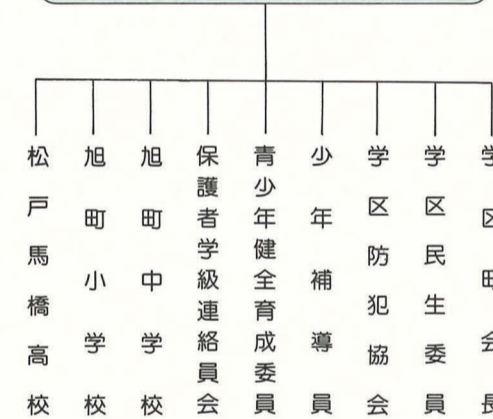 学区町会長
学区民生委員
学区防犯協会
少年補導員
青少年健全育成委員
保護者学級連絡員会
旭町中学校
旭町小学校
松戸馬橋高校